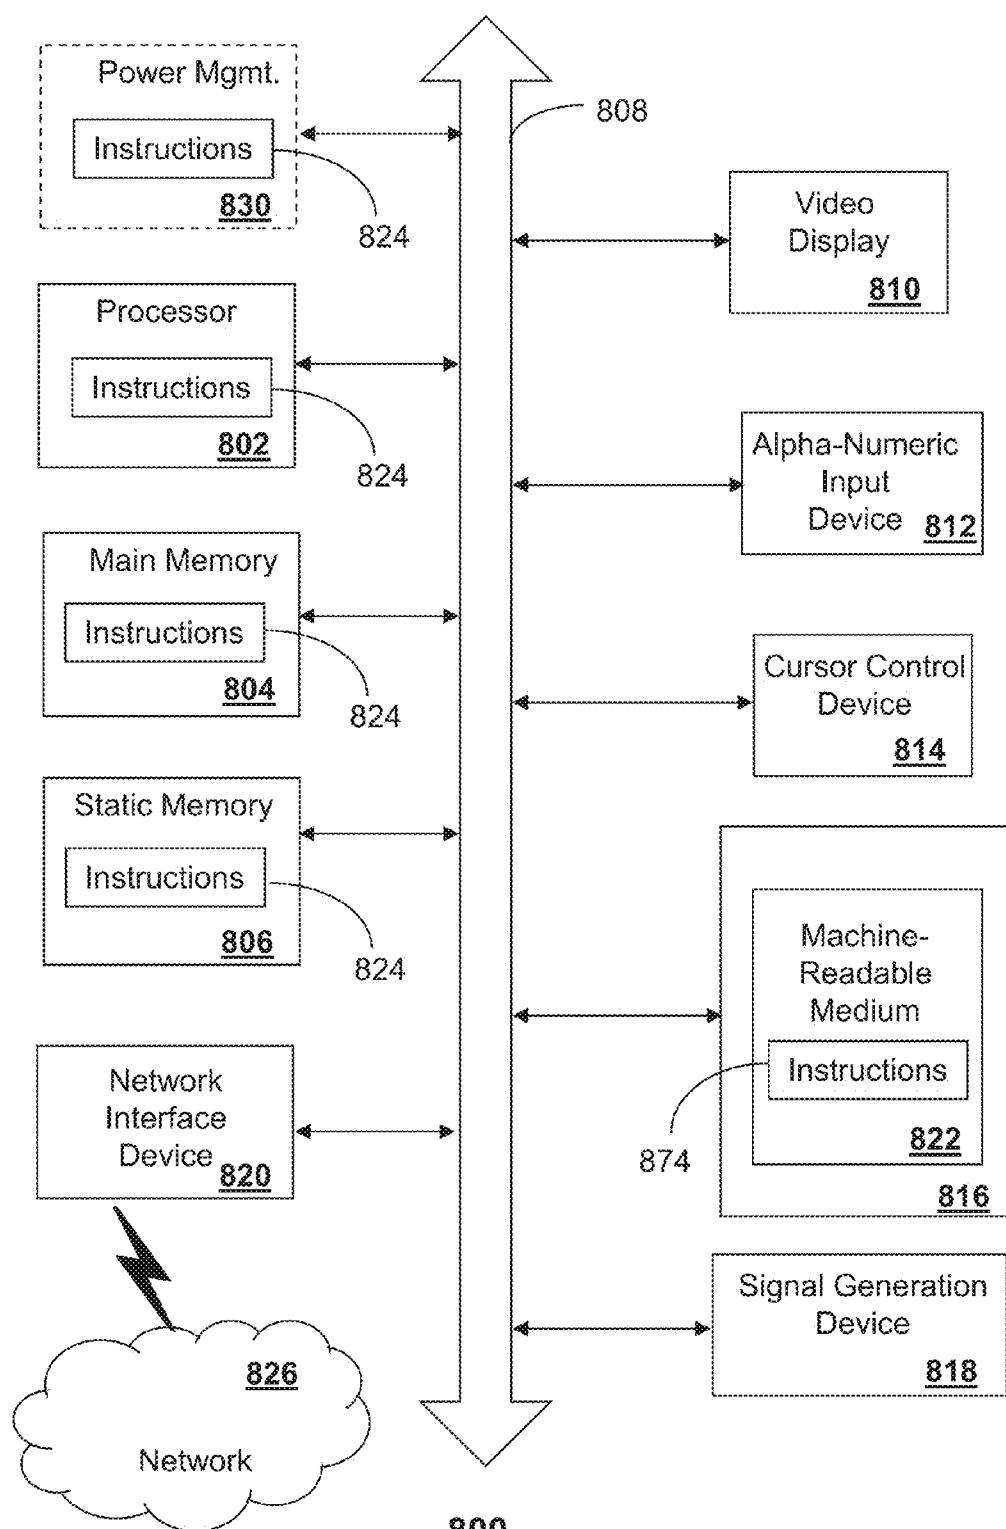 Power Mgmt.
Instructions
830
824
808
Processor
Instructions
802
824
Main Memory
Instructions
804
824
Static Memory
Instructions
806
824
Network
Interface
Device
820
826
Network
Video
Display
810
Alpha-Numeric
Input
Device
812
Cursor Control
Device
814
Machine-
Readable
Medium
Instructions
874
822
816
Signal Generation
Device
818
800